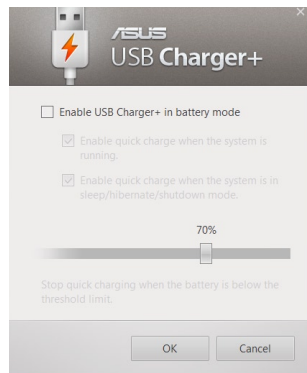 ASUS
USB Charger+
Enable USB Charger+ in battery mode
Enable quick charge when the system is
running.
Enable quick charge when the system is in
sleep/hibernate/shutdown mode.
70%
Stop quick charging when the battery is below the
threshold limit.
OK
Cancel